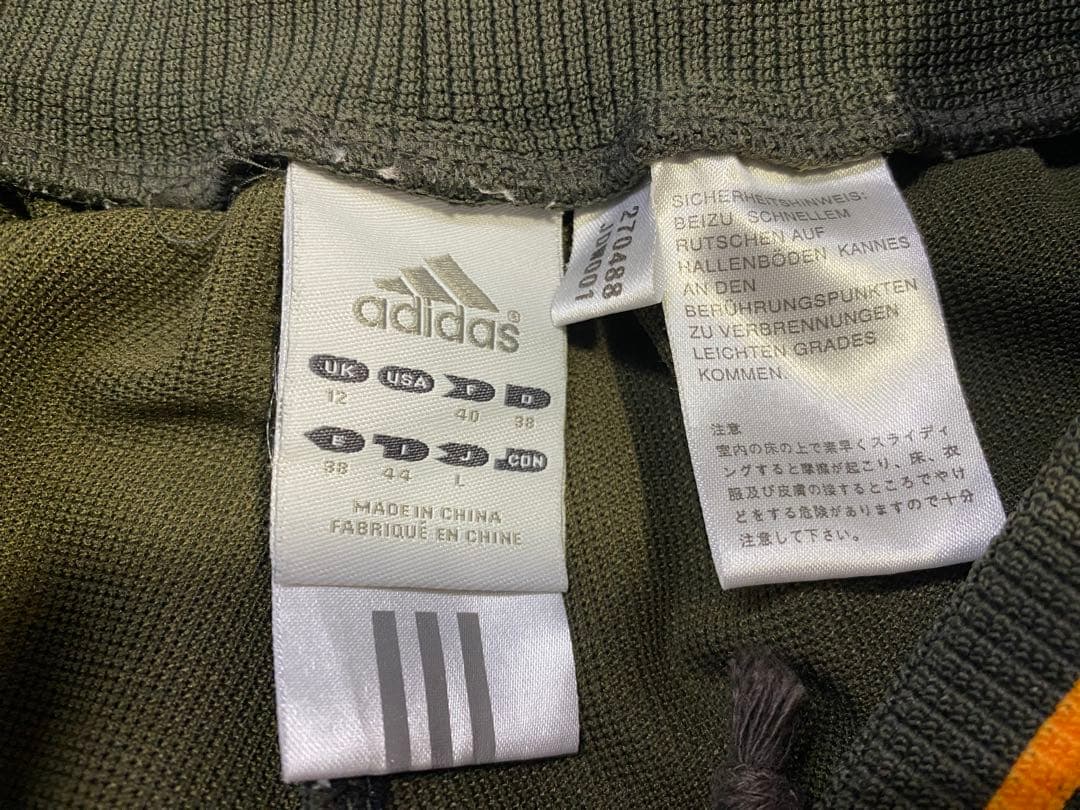 adidas®
UK USA F D
12 40 38
E I J CON
38 44 L
MADE IN CHINA
FABRIQUÉ EN CHINE
270488
JDW001
SICHERHEITSHINWEIS:
BEIZU SCHNELLEM
RUTSCHEN AUF
HALLENBÖDEN KANNES
AN DEN
BERÜHRUNGSPUNKTEN
ZU VERBRENNUNGEN
LEICHTEN GRADES
KOMMEN.
注意
室内の床の上で素早くスライディ
ングすると摩擦が起こり、床、衣
服及び皮膚の接するところでやけ
どをする危険がありますので十分
注意して下さい。